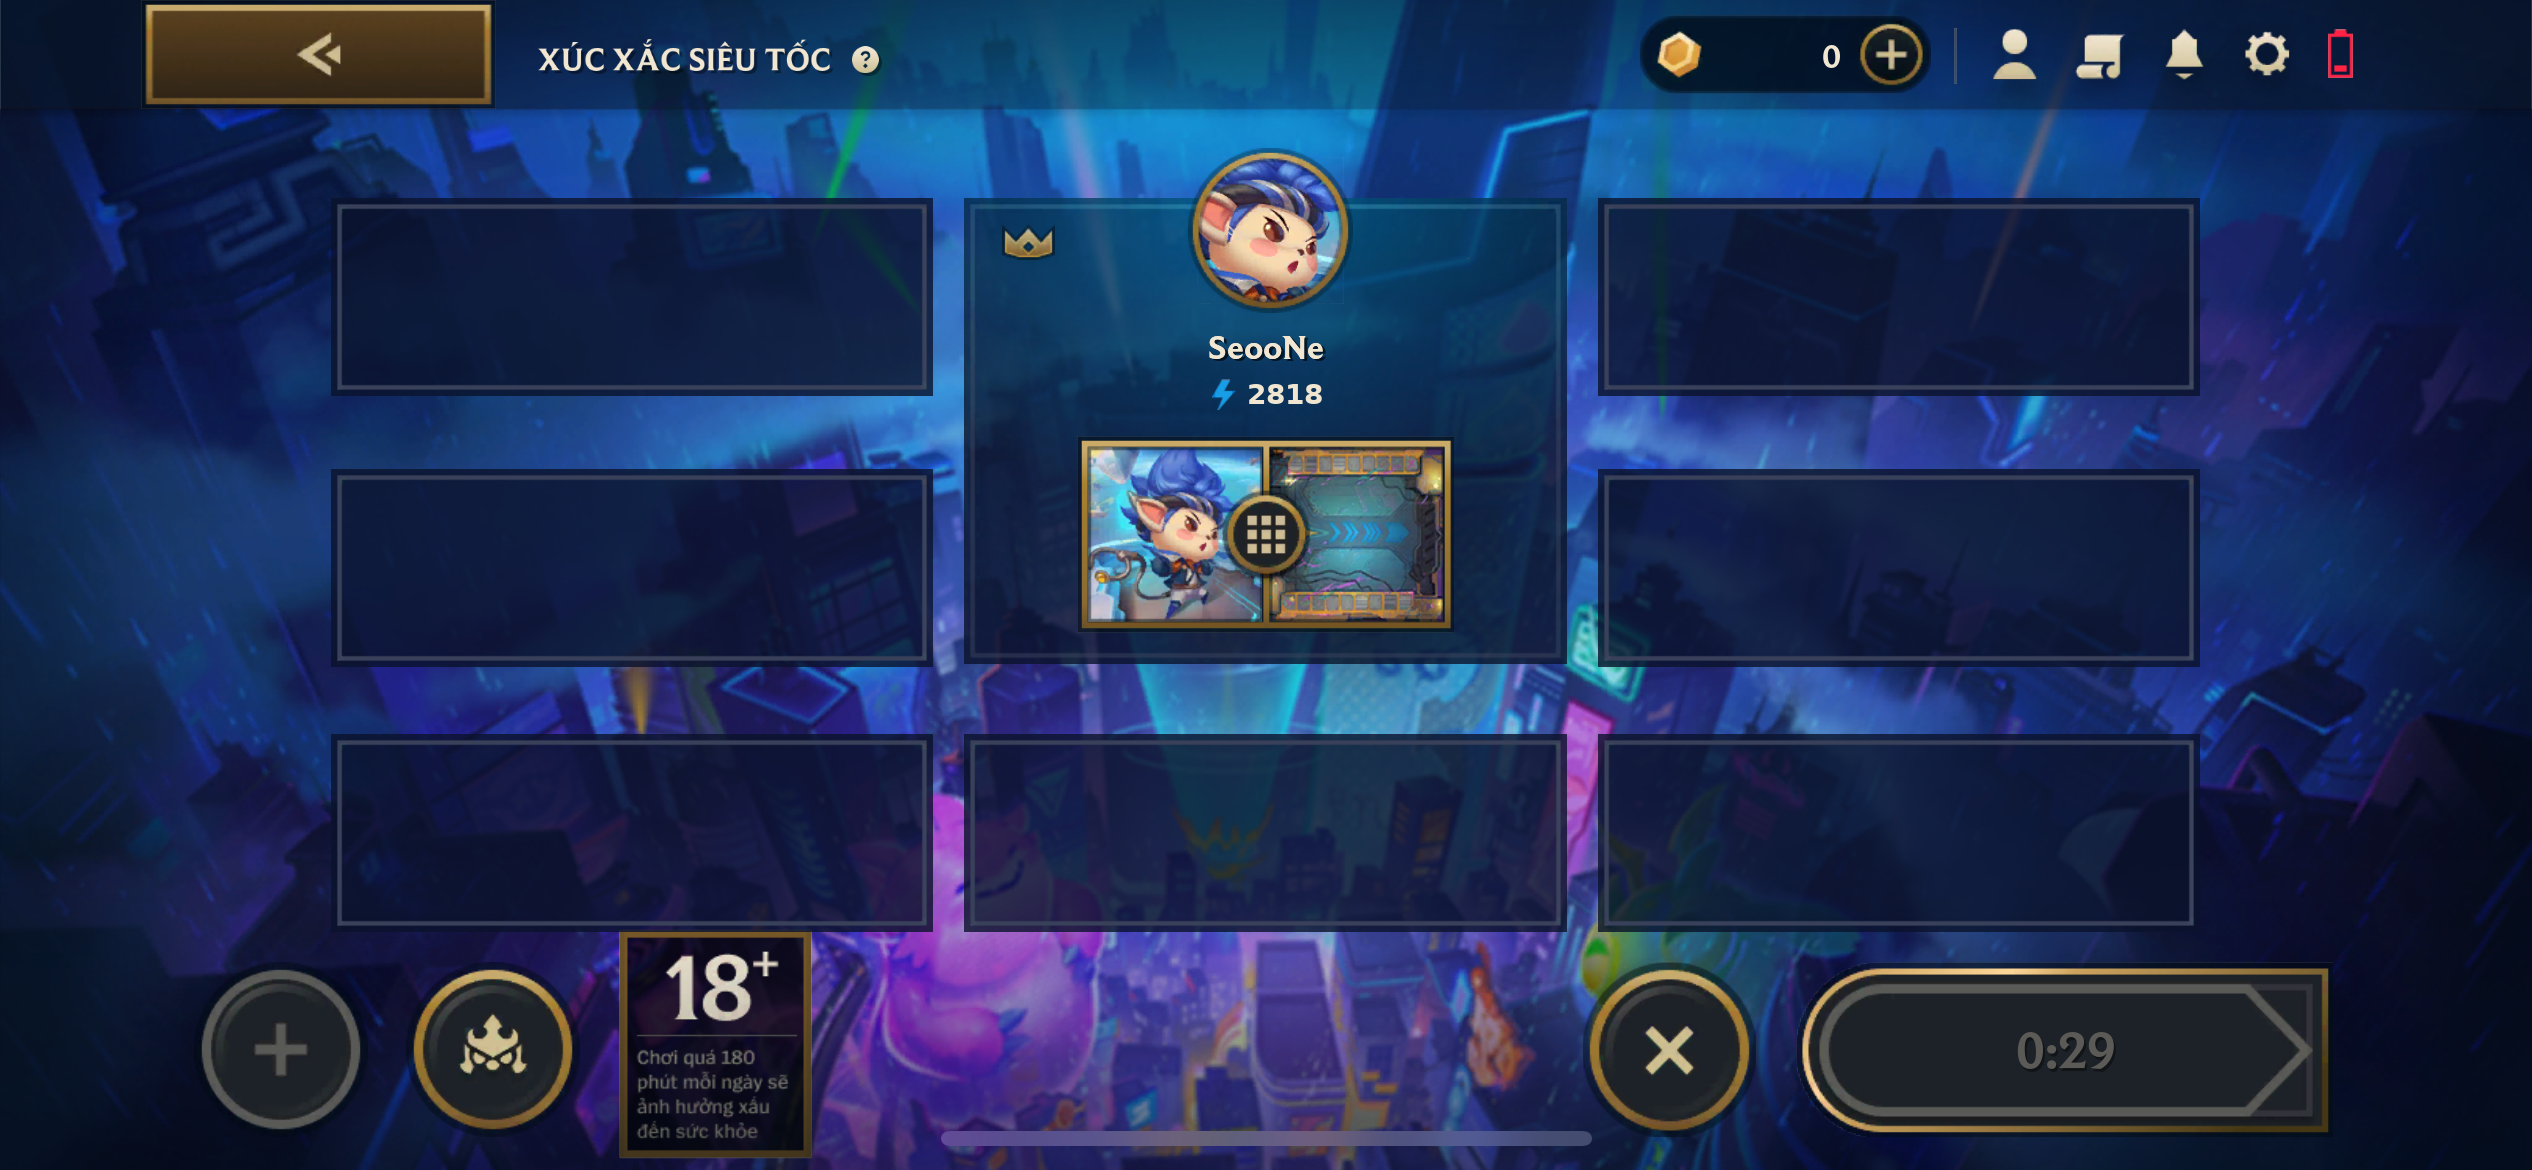 XÚC XẮC SIÊU TỐC ?
0
SeooNe
2818
18+
Chơi quá 180
phút mỗi ngày sẽ
ảnh hưởng xấu
đến sức khỏe
0:29